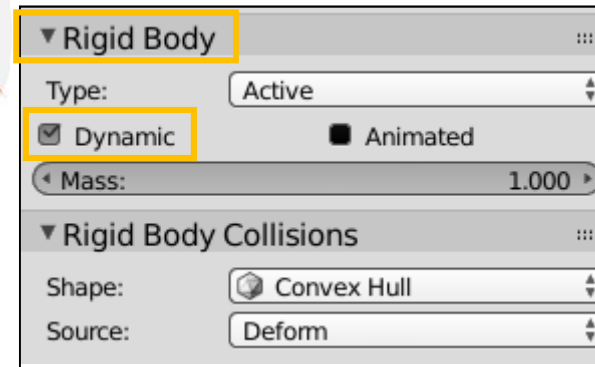 Rigid Body
Type: Active
Dynamic Animated
Mass: 1.000
Rigid Body Collisions
Shape: Convex Hull
Source: Deform